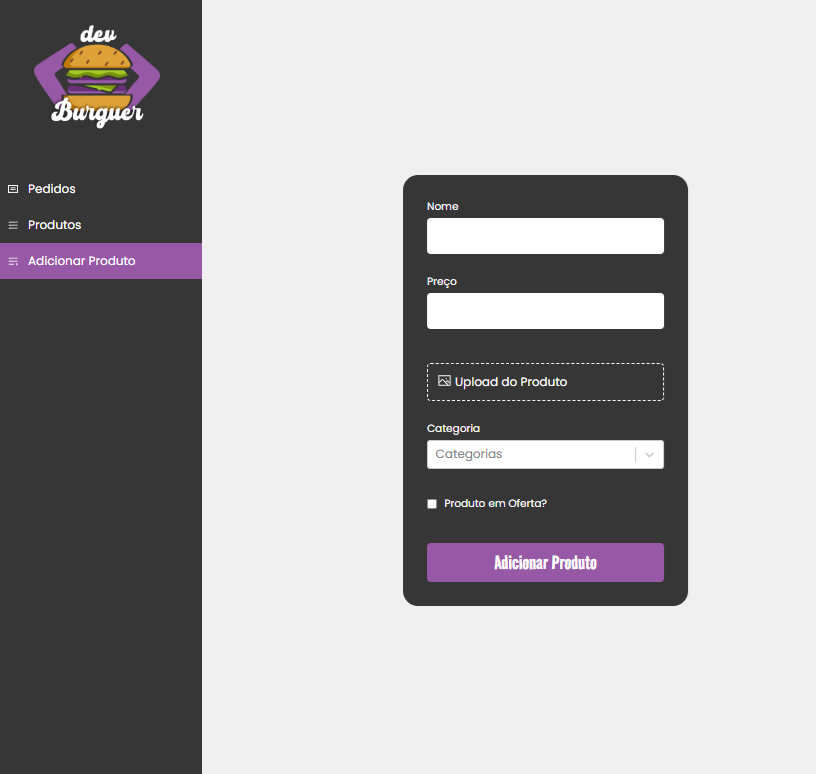 dev
Burguer
Pedidos
Produtos
Adicionar Produto
Nome
Preço
Upload do Produto
Categoria
Categorias
Produto em Oferta?
Adicionar Produto